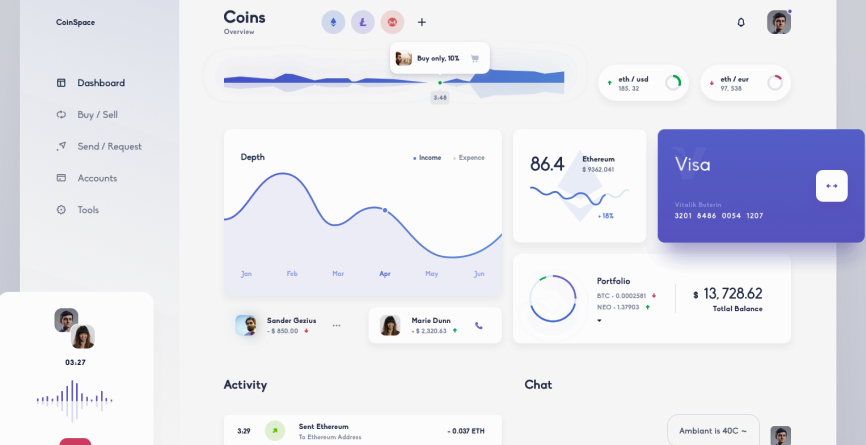 CoinSpace
Dashboard
Buy / Sell
Send / Request
Accounts
Tools
03:27
Coins
Overview
Buy only, 10%
3:48
eth / usd
185, 32
eth / eur
97, 538
Depth
Income
Expence
Jan
Feb
Mar
Apr
May
Jun
86.4
Ethereum
$ 9362.041
+ 18%
Visa
Vitalik Buterin
3201 8486 0054 1207
Portfolio
BTC - 0.0002581
NEO - 1.37903
$ 13,728.62
Totlal Balance
Sander Gezius
- $ 850.00
Marie Dunn
+ $ 2,320.63
Activity
3:29
Sent Ethereum
To Ethereum Address
- 0.037 ETH
Chat
Ambiant is 40C ~